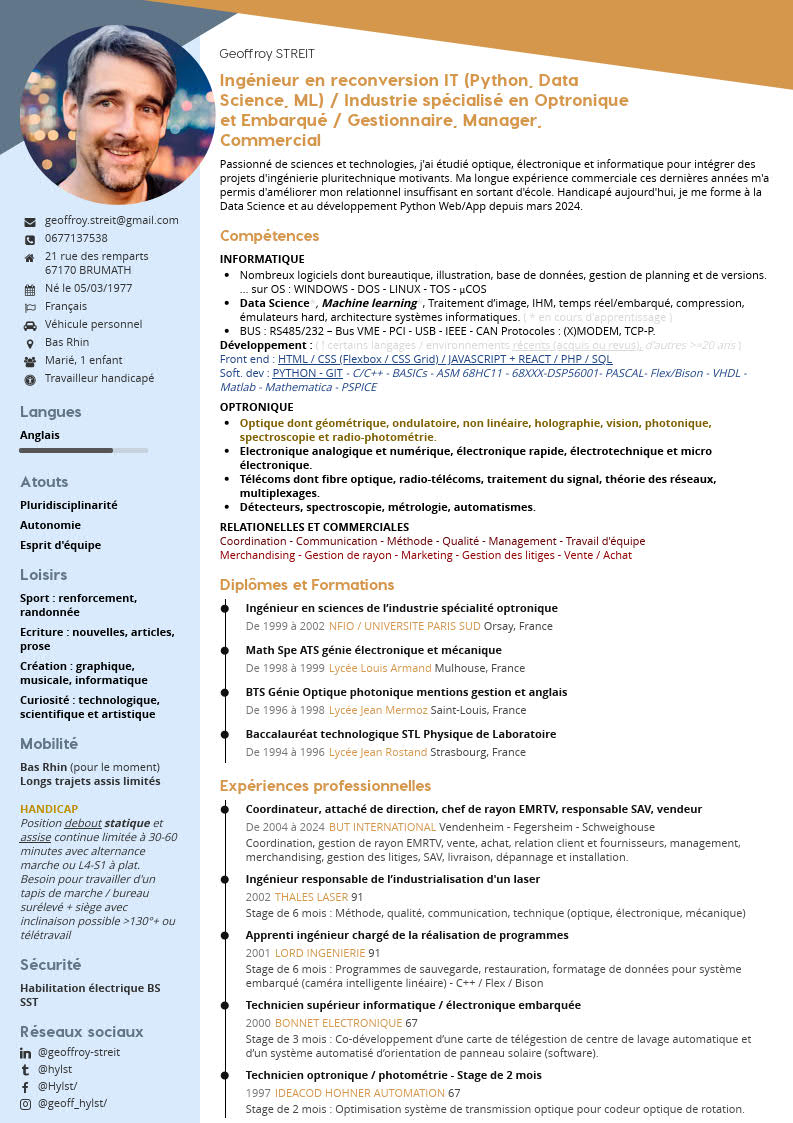 Geoffroy STREIT
Ingénieur en reconversion IT (Python, Data
Science, ML) / Industrie spécialisé en Optronique
et Embarqué / Gestionnaire, Manager,
Commercial
Passionné de sciences et technologies, j'ai étudié optique, électronique et informatique pour intégrer des
projets d'ingénierie pluritechnique motivants. Ma longue expérience commerciale ces dernières années m'a
permis d'améliorer mon relationnel insuffisant en sortant d'école. Handicapé aujourd'hui, je me forme à la
Data Science et au développement Python Web/App depuis mars 2024.
geoffroy.streit@gmail.com
0677137538
21 rue des remparts
67170 BRUMATH
Né le 05/03/1977
Français
Véhicule personnel
Bas Rhin
Marié, 1 enfant
Travailleur handicapé
Langues
Anglais
Atouts
Pluridisciplinarité
Autonomie
Esprit d'équipe
Loisirs
Sport : renforcement,
randonnée
Ecriture : nouvelles, articles,
prose
Création : graphique,
musicale, informatique
Curiosité : technologique,
scientifique et artistique
Mobilité
Bas Rhin (pour le moment)
Longs trajets assis limités
HANDICAP
Position debout statique et
assise continue limitée à 30-60
minutes avec alternance
marche ou L4-S1 à plat.
Besoin pour travailler d'un
tapis de marche / bureau
surélevé + siège avec
inclinaison possible >130°+ ou
télétravail
Sécurité
Habilitation électrique BS
SST
Réseaux sociaux
@geoffroy-streit
@hylst
@Hylst/
@geoff_hylst/
Compétences
INFORMATIQUE
• Nombreux logiciels dont bureautique, illustration, base de données, gestion de planning et de versions.
... sur OS : WINDOWS - DOS - LINUX - TOS - µCOS
• Data Science*, Machine learning*, Traitement d’image, IHM, temps réel/embarqué, compression,
émulateurs hard, architecture systèmes informatiques. ( * en cours d'apprentissage )
• BUS : RS485/232 – Bus VME - PCI - USB - IEEE - CAN Protocoles : (X)MODEM, TCP-P.
Développement : ( ! certains langages / environnements récents (acquis ou revus), d'autres >=20 ans )
Front end : HTML / CSS (Flexbox / CSS Grid) / JAVASCRIPT + REACT / PHP / SQL
Soft. dev : PYTHON - GIT - C/C++ - BASICs - ASM 68HC11 - 68XXX-DSP56001- PASCAL- Flex/Bison - VHDL -
Matlab - Mathematica - PSPICE
OPTRONIQUE
• Optique dont géométrique, ondulatoire, non linéaire, holographie, vision, photonique,
spectroscopie et radio-photométrie.
• Electronique analogique et numérique, électronique rapide, électrotechnique et micro
électronique.
• Télécoms dont fibre optique, radio-télécoms, traitement du signal, théorie des réseaux,
multiplexages.
• Détecteurs, spectroscopie, métrologie, automatismes.
RELATIONELLES ET COMMERCIALES
Coordination - Communication - Méthode - Qualité - Management - Travail d'équipe
Merchandising - Gestion de rayon - Marketing - Gestion des litiges - Vente / Achat
Diplômes et Formations
Ingénieur en sciences de l’industrie spécialité optronique
De 1999 à 2002 NFIO / UNIVERSITE PARIS SUD Orsay, France
Math Spe ATS génie électronique et mécanique
De 1998 à 1999 Lycée Louis Armand Mulhouse, France
BTS Génie Optique photonique mentions gestion et anglais
De 1996 à 1998 Lycée Jean Mermoz Saint-Louis, France
Baccalauréat technologique STL Physique de Laboratoire
De 1994 à 1996 Lycée Jean Rostand Strasbourg, France
Expériences professionnelles
Coordinateur, attaché de direction, chef de rayon EMRTV, responsable SAV, vendeur
De 2004 à 2024 BUT INTERNATIONAL Vendenheim - Fegersheim - Schweighouse
Coordination, gestion de rayon EMRTV, vente, achat, relation client et fournisseurs, management,
merchandising, gestion des litiges, SAV, livraison, dépannage et installation.
Ingénieur responsable de l’industrialisation d'un laser
2002 THALES LASER 91
Stage de 6 mois : Méthode, qualité, communication, technique (optique, électronique, mécanique)
Apprenti ingénieur chargé de la réalisation de programmes
2001 LORD INGENIERIE 91
Stage de 6 mois : Programmes de sauvegarde, restauration, formatage de données pour système
embarqué (caméra intelligente linéaire) - C++ / Flex / Bison
Technicien supérieur informatique / électronique embarquée
2000 BONNET ELECTRONIQUE 67
Stage de 3 mois : Co-développement d’une carte de télégestion de centre de lavage automatique et
d’un système automatisé d’orientation de panneau solaire (software).
Technicien optronique / photométrie - Stage de 2 mois
1997 IDEACOD HOHNER AUTOMATION 67
Stage de 2 mois : Optimisation système de transmission optique pour codeur optique de rotation.